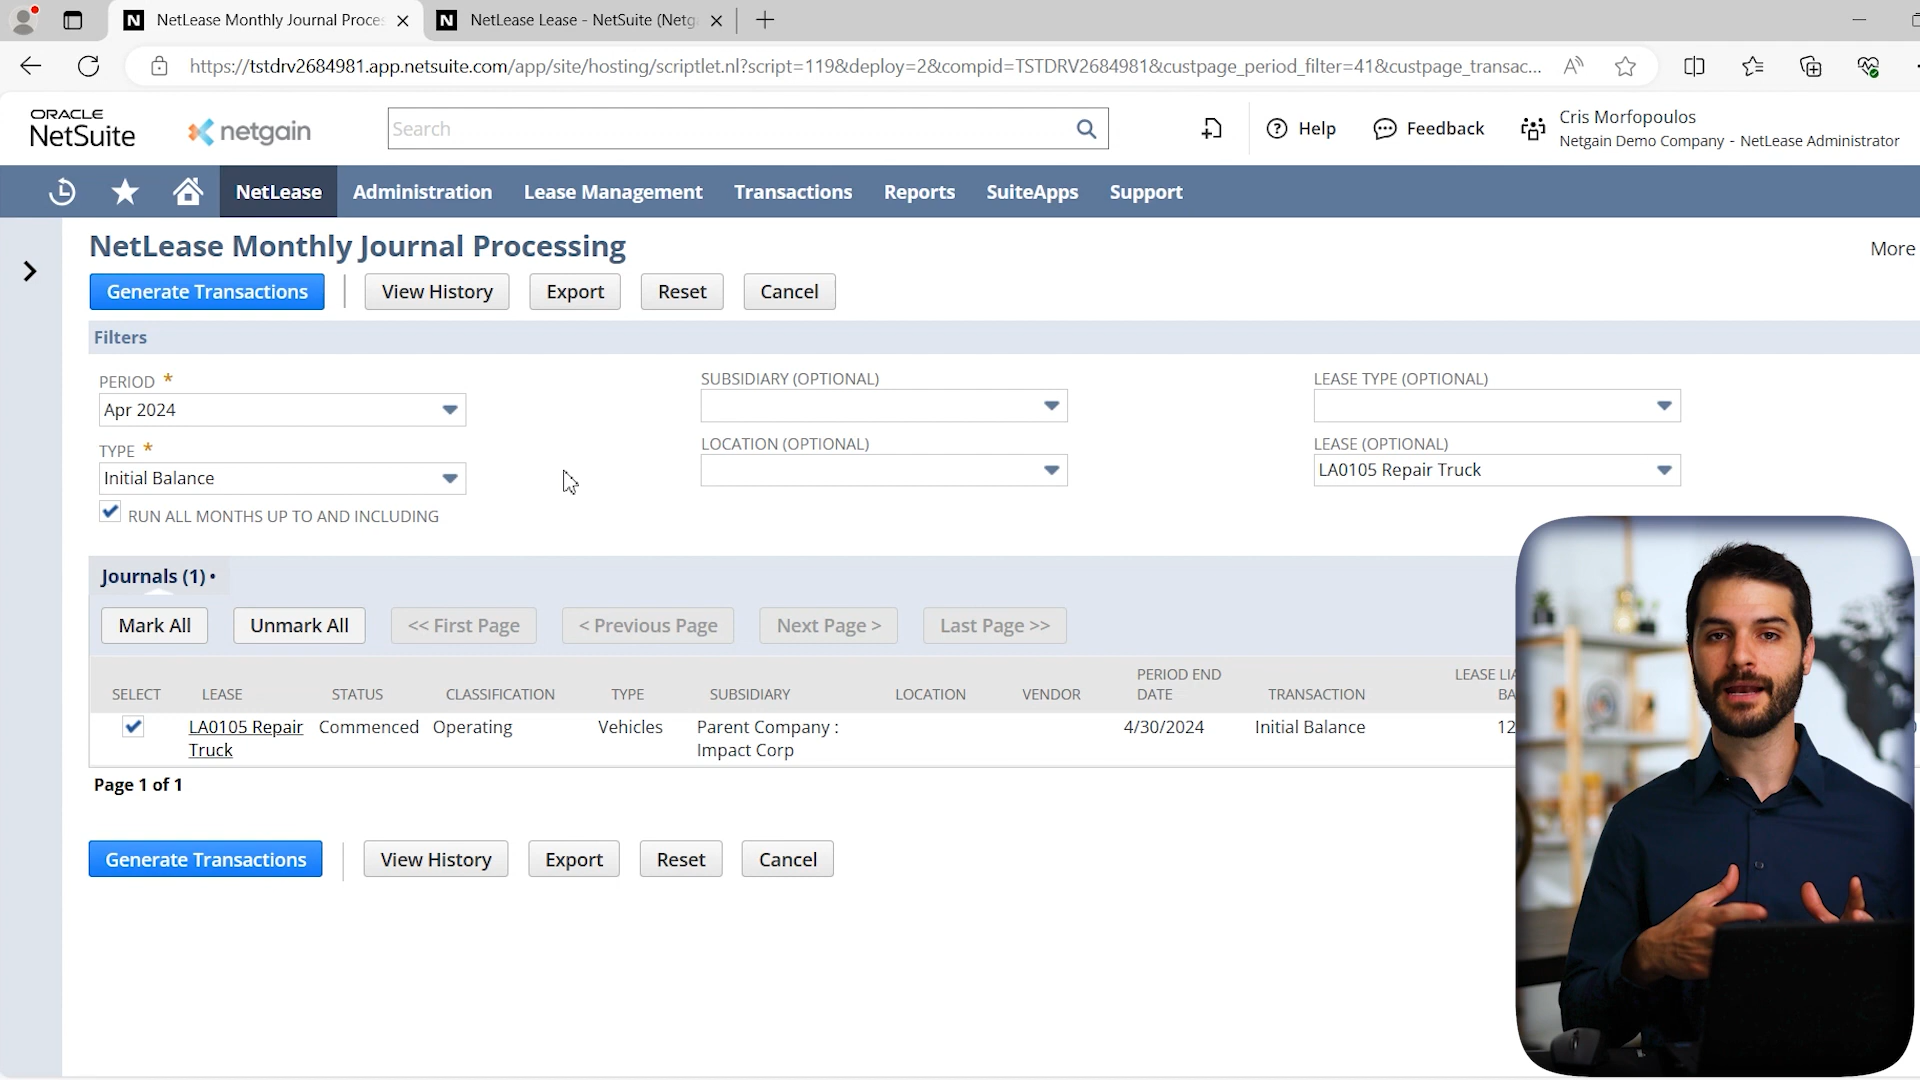 NetLease Monthly Journal Proces
NetLease Lease - NetSuite (Netg
https://tstdrv2684981.app.netsuite.com/app/site/hosting/scriptlet.nl?script=119&deploy=2&compid=TSTDRV2684981&custpage_period_filter=41&custpage_transac...
ORACLE
NetSuite
netgain
Search
Help
Feedback
Cris Morfopoulos
Netgain Demo Company - NetLease Administrator
NetLease
Administration
Lease Management
Transactions
Reports
SuiteApps
Support
NetLease Monthly Journal Processing
More
Generate Transactions
View History
Export
Reset
Cancel
Filters
PERIOD *
Apr 2024
TYPE *
Initial Balance
RUN ALL MONTHS UP TO AND INCLUDING
SUBSIDIARY (OPTIONAL)
LOCATION (OPTIONAL)
LEASE TYPE (OPTIONAL)
LEASE (OPTIONAL)
LA0105 Repair Truck
Journals (1) •
Mark All
Unmark All
<< First Page
< Previous Page
Next Page >
Last Page >>
SELECT
LEASE
STATUS
CLASSIFICATION
TYPE
SUBSIDIARY
LOCATION
VENDOR
PERIOD END
DATE
TRANSACTION
LEASE LIA
BA
LA0105 Repair
Truck
Commenced
Operating
Vehicles
Parent Company :
Impact Corp
4/30/2024
Initial Balance
12
Page 1 of 1
Generate Transactions
View History
Export
Reset
Cancel